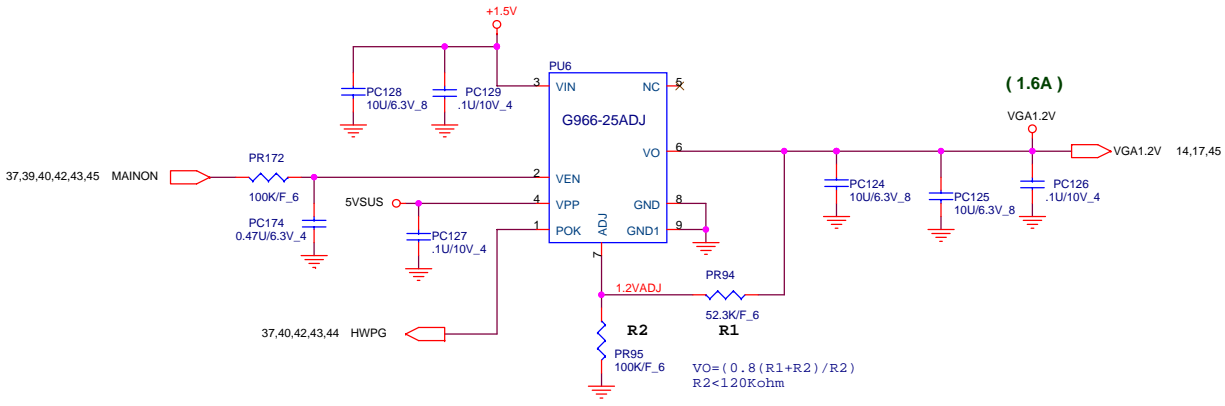 +1.5V
PU6
PC128
10U/6.3V_8
PC129
.1U/10V_4
3
VIN
NC
5
G966-25ADJ
( 1.6A )
VGA1.2V
VO
6
VGA1.2V 14,17,45
37,39,40,42,43,45 MAINON
PR172
100K/F_6
2
VEN
PC124
10U/6.3V_8
PC125
10U/6.3V_8
PC126
.1U/10V_4
5VSUS
4
VPP
GND
8
PC174
0.47U/6.3V_4
PC127
.1U/10V_4
1
POK
ADJ
GND1
9
7
PR94
1.2VADJ
52.3K/F_6
R2
R1
37,40,42,43,44 HWPG
PR95
100K/F_6
VO=(0.8(R1+R2)/R2)
R2<120Kohm